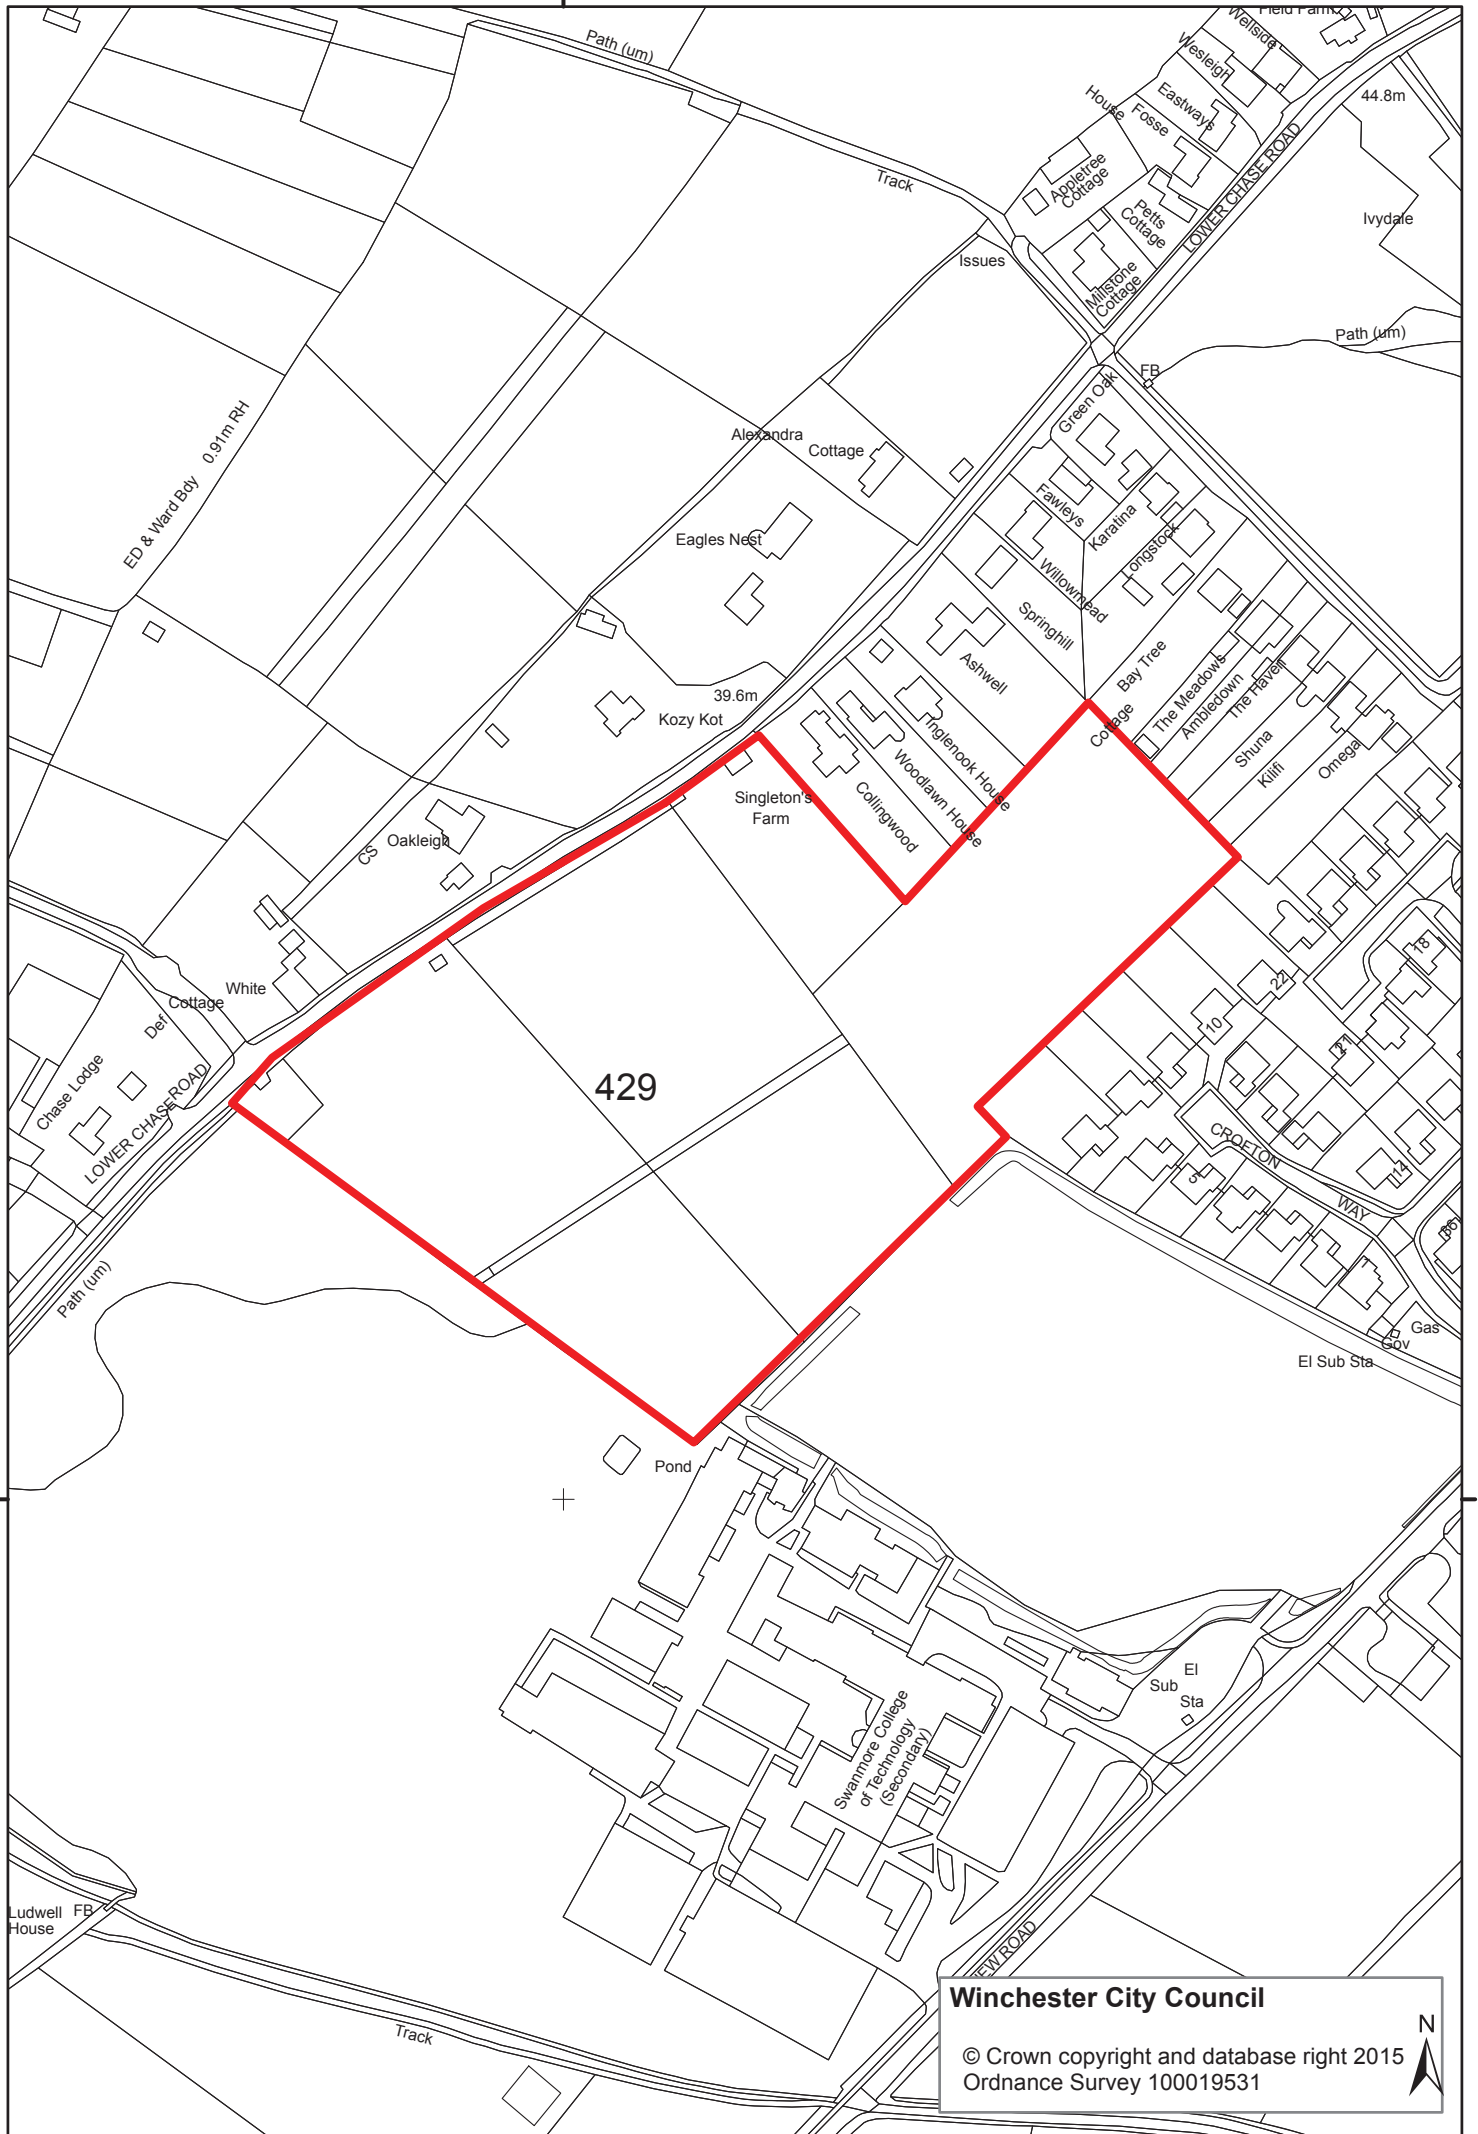 Path (um)
Wellside
Field Farm
Wesleigh
44.8m
House
Fosse
Eastways
Track
Appletree
Cottage
Petts
Cottage
LOWER CHASE ROAD
Ivydale
Issues
Millstone
Cottage
Path (um)
FB
Green Oak
Alexandra
Cottage
ED & Ward Bdy 0.91m RH
Fawleys
Karatina
Longstock
Eagles Nest
Willowmead
Springhill
Ashwell
Bay Tree
Cottage
The Meadows
Ambledown
The Haven
Shuna
Kilifi
Omega
39.6m
Kozy Kot
Inglenook House
Woodlawn House
Collingwood
Singleton's
Farm
Oakleigh
CS
White
Cottage
Def
Chase Lodge
LOWER CHASE ROAD
18
22
10
21
429
CROFTON
WAY
14
5
36
1
Path (um)
Gas
Gov
El Sub Sta
Pond
El
Sub
Sta
Swanmore College
of Technology
(Secondary)
Ludwell
House
FB
NEW ROAD
Track
Winchester City Council
N
© Crown copyright and database right 2015
Ordnance Survey 100019531